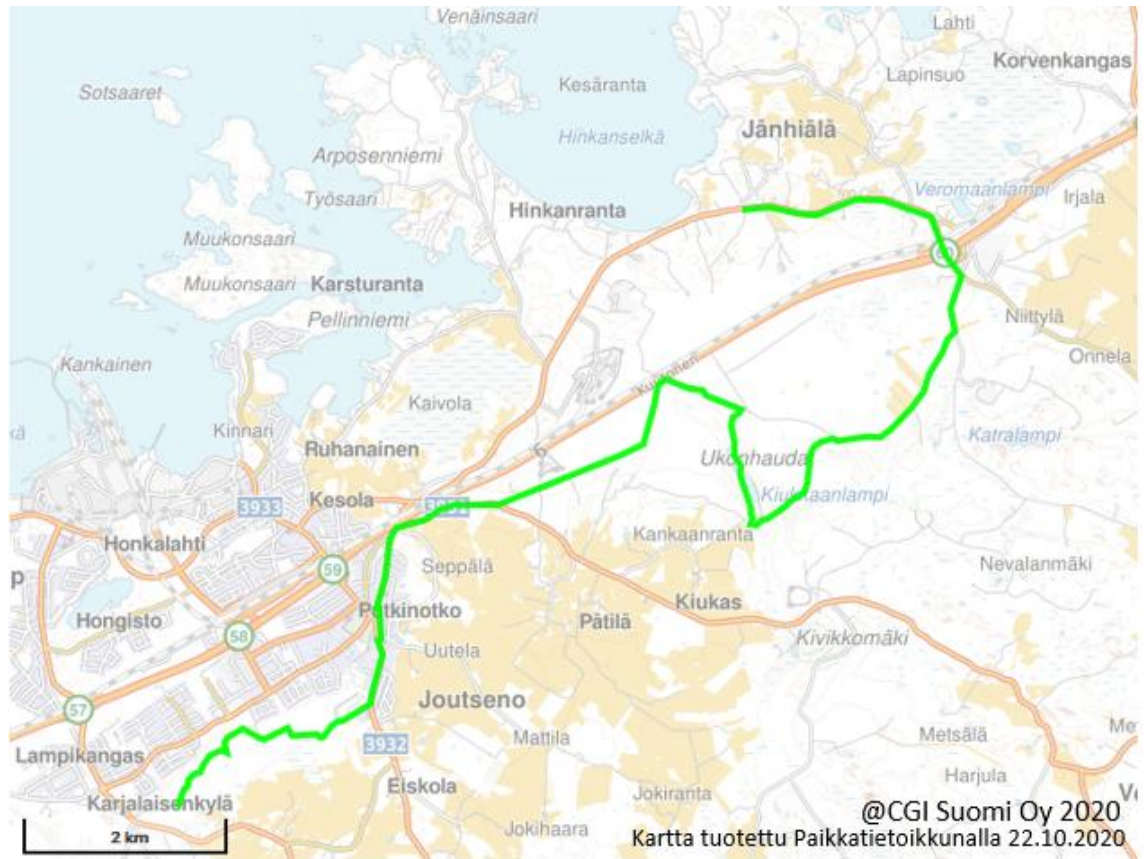 Venäinsaari
Lahti
Korvenkangas
Sotsaaret
Kesäranta
Lapinsuo
Hinkanselkä
Jänhiälä
Arposenniemi
Veromaanlampi
Työsaari
Irjala
Hinkanranta
Muukonsaari
Muukonsaari
Karsturanta
Pellinniemi
Niittylä
Kankainen
Onnela
Kuittonen
Kaivola
Kinnari
Katralampi
Ruhanainen
6
Ukonhauda
Kesola
3933
Kiukaanlampi
Kankaanranta
Honkalahti
Seppälä
Nevalanmäki
59
Kiukas
Hongisto
Pätilä
58
Kivikkomäki
Uutela
Joutseno
57
Metsälä
Mattila
Lampikangas
3932
Harjula
Eiskola
Jokiranta
Karjalaisenkylä
@CGI Suomi Oy 2020
2 km
Jokihaara
Kartta tuotettu Paikkatietoikkunalla 22.10.2020